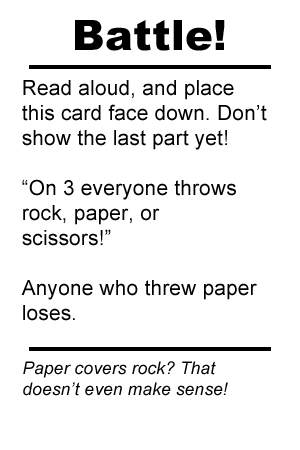 Battle!
Read aloud, and place
this card face down. Don’t
show the last part yet!
“On 3 everyone throws
rock, paper, or
scissors!”
Anyone who threw paper
loses.
Paper covers rock? That
doesn’t even make sense!